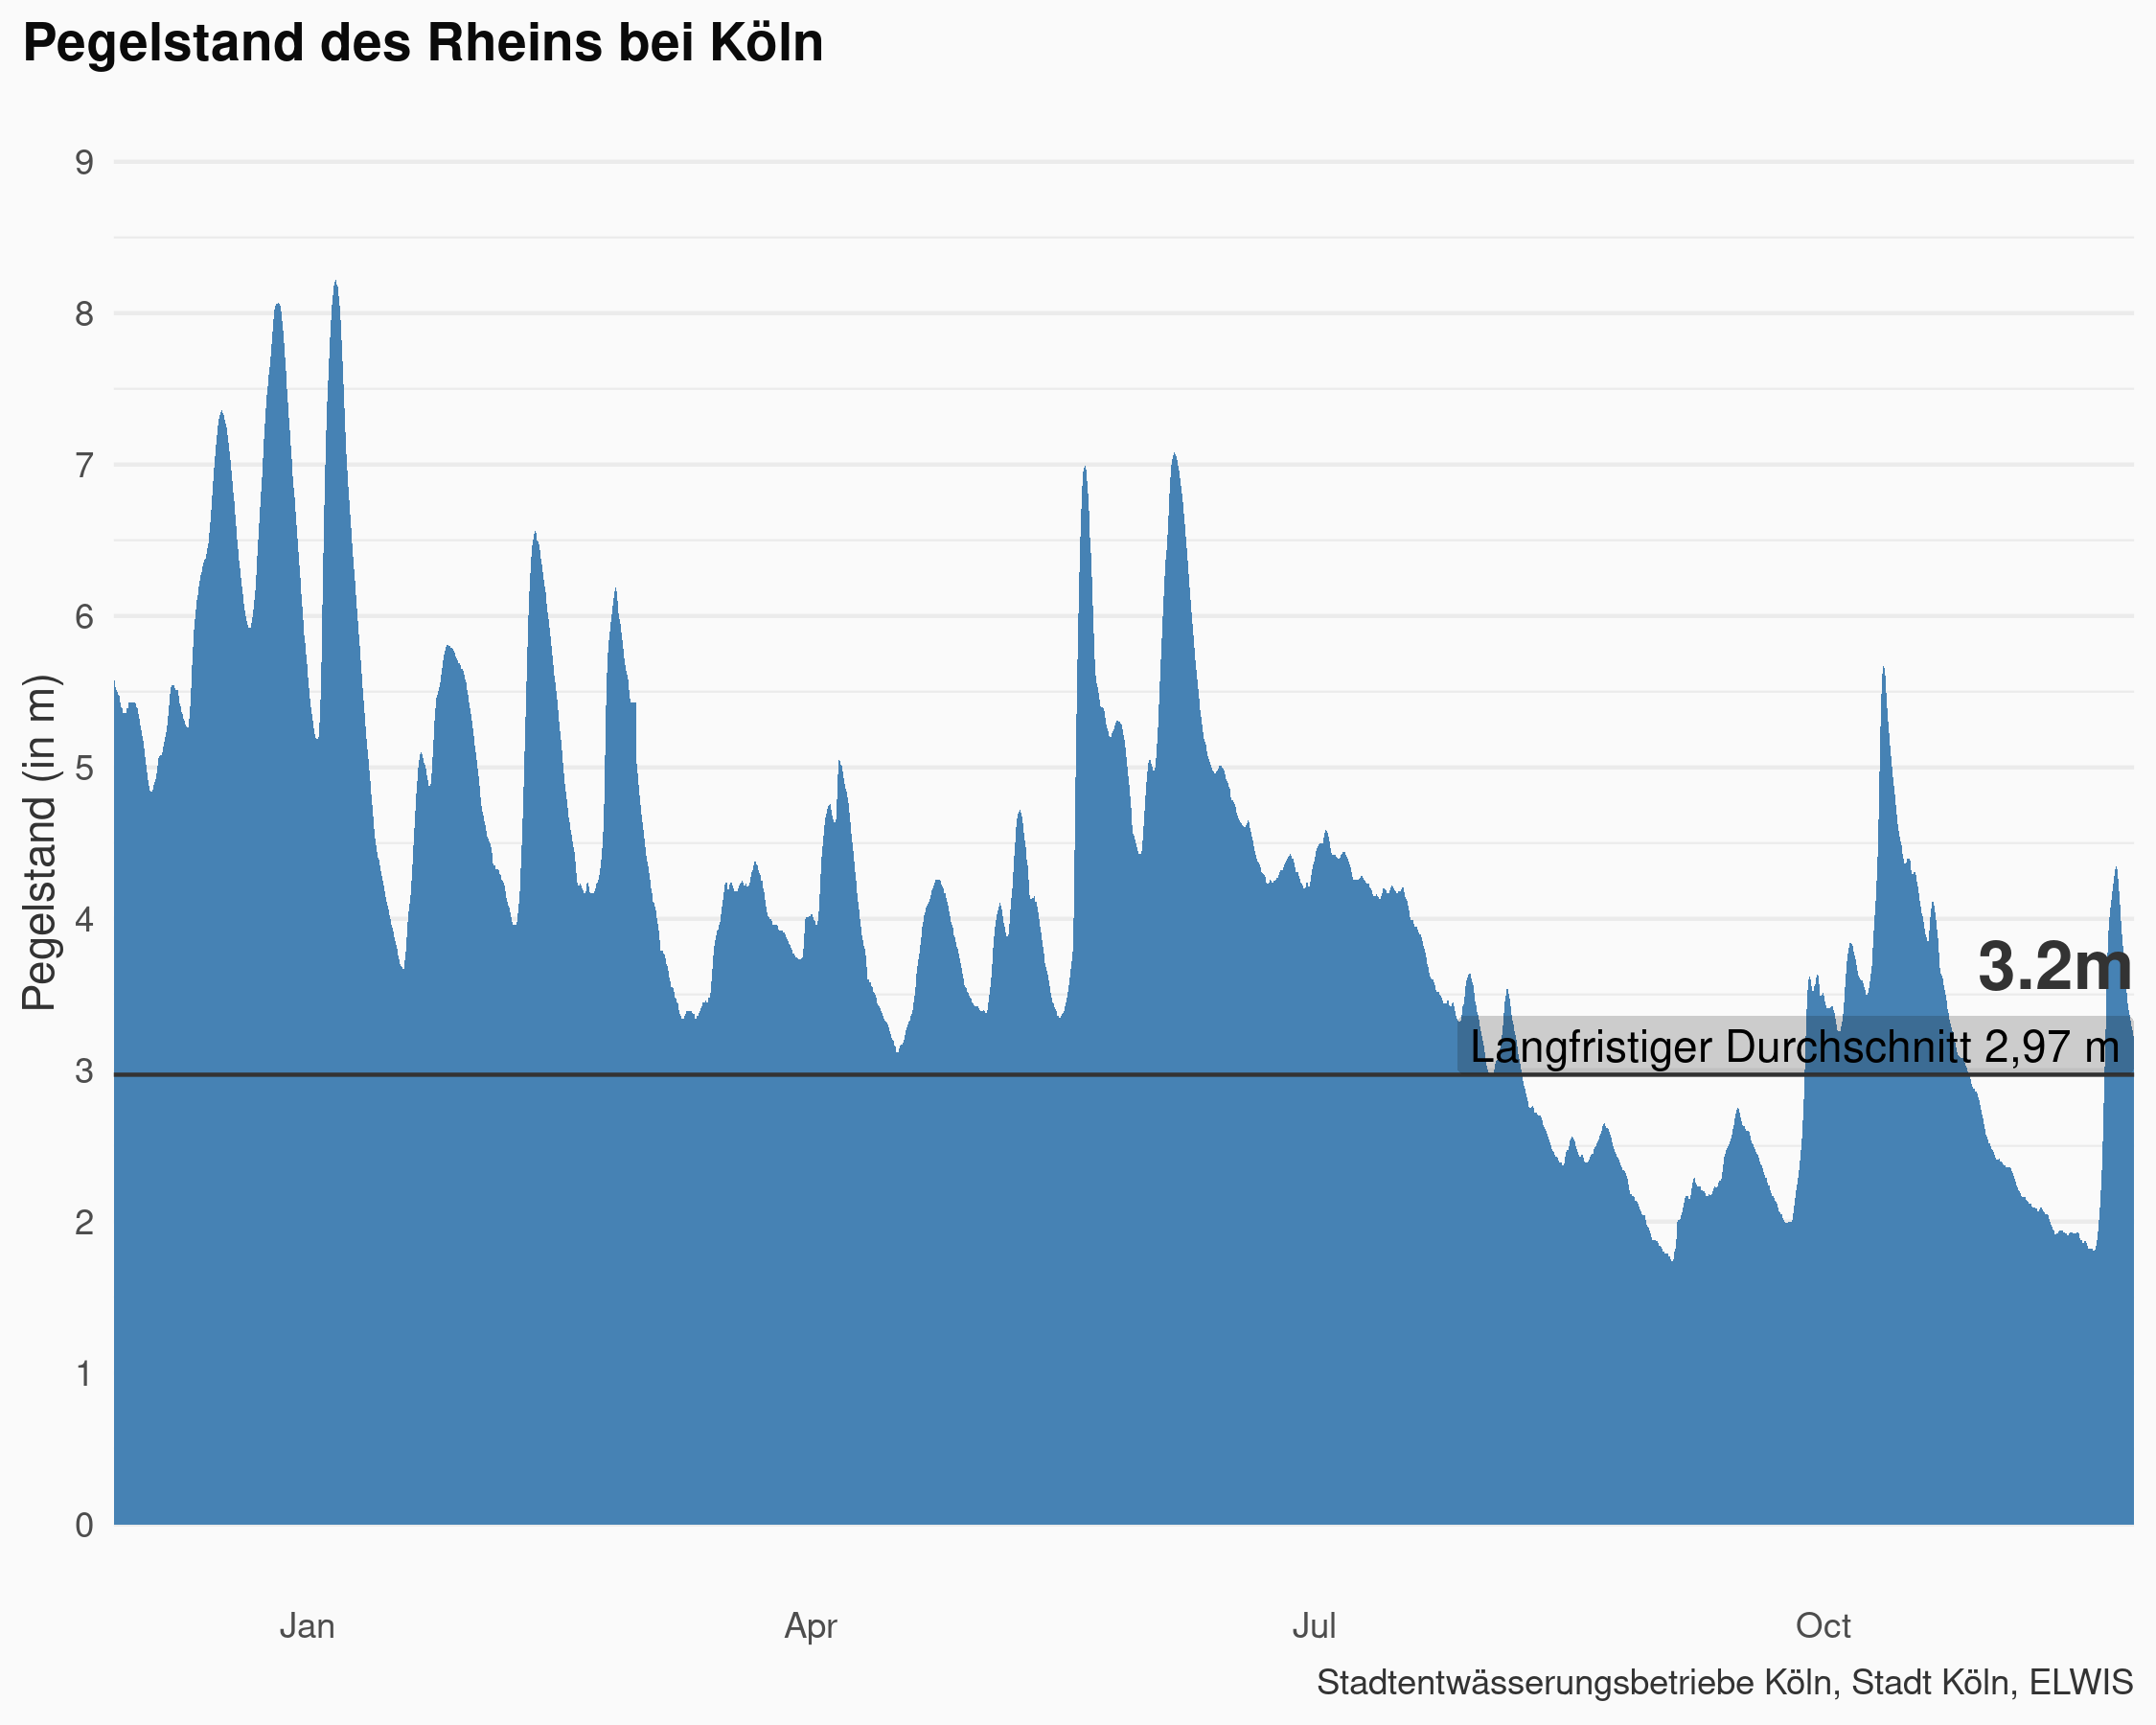 Pegelstand des Rheins bei Köln
Pegelstand (in m)
9
8
7
6
5
4
3
2
1
0
3.2m
Langfristiger Durchschnitt 2,97 m
Jan Apr Jul Oct
Stadtentwässerungsbetriebe Köln, Stadt Köln, ELWIS